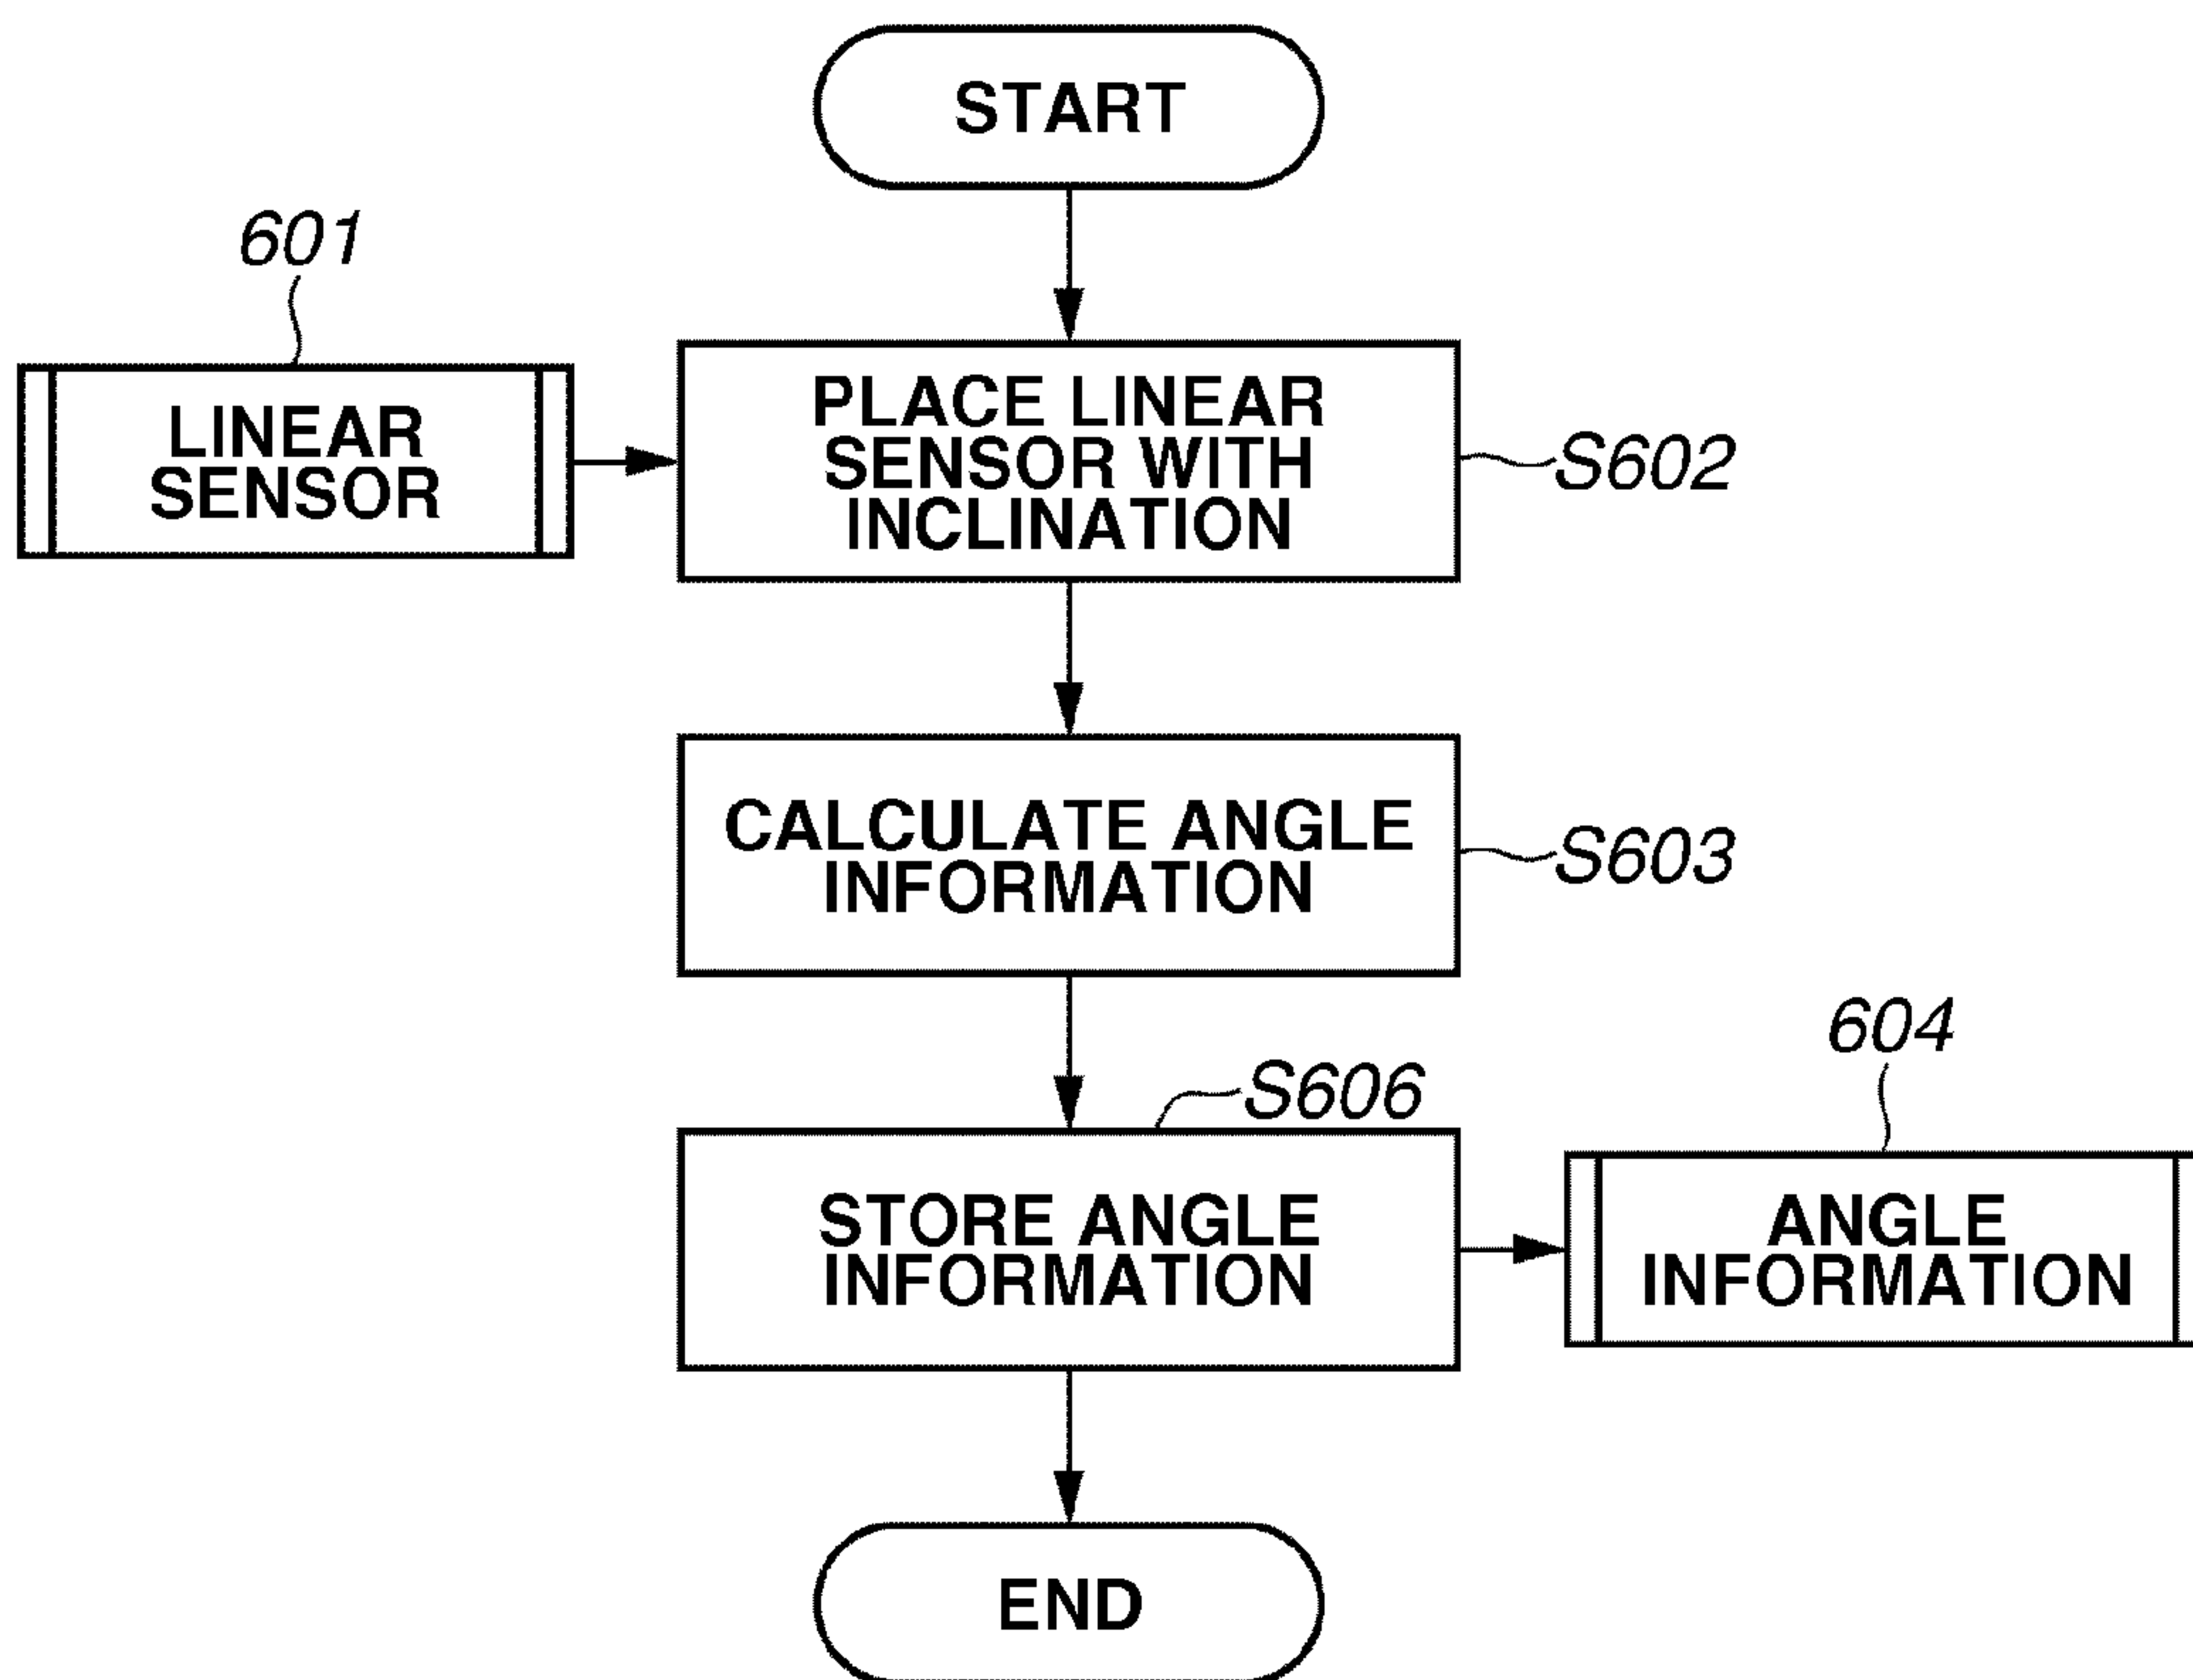 START
601
LINEAR
SENSOR
PLACE LINEAR
SENSOR WITH
INCLINATION
S602
CALCULATE ANGLE
INFORMATION
S603
S606
STORE ANGLE
INFORMATION
604
ANGLE
INFORMATION
END